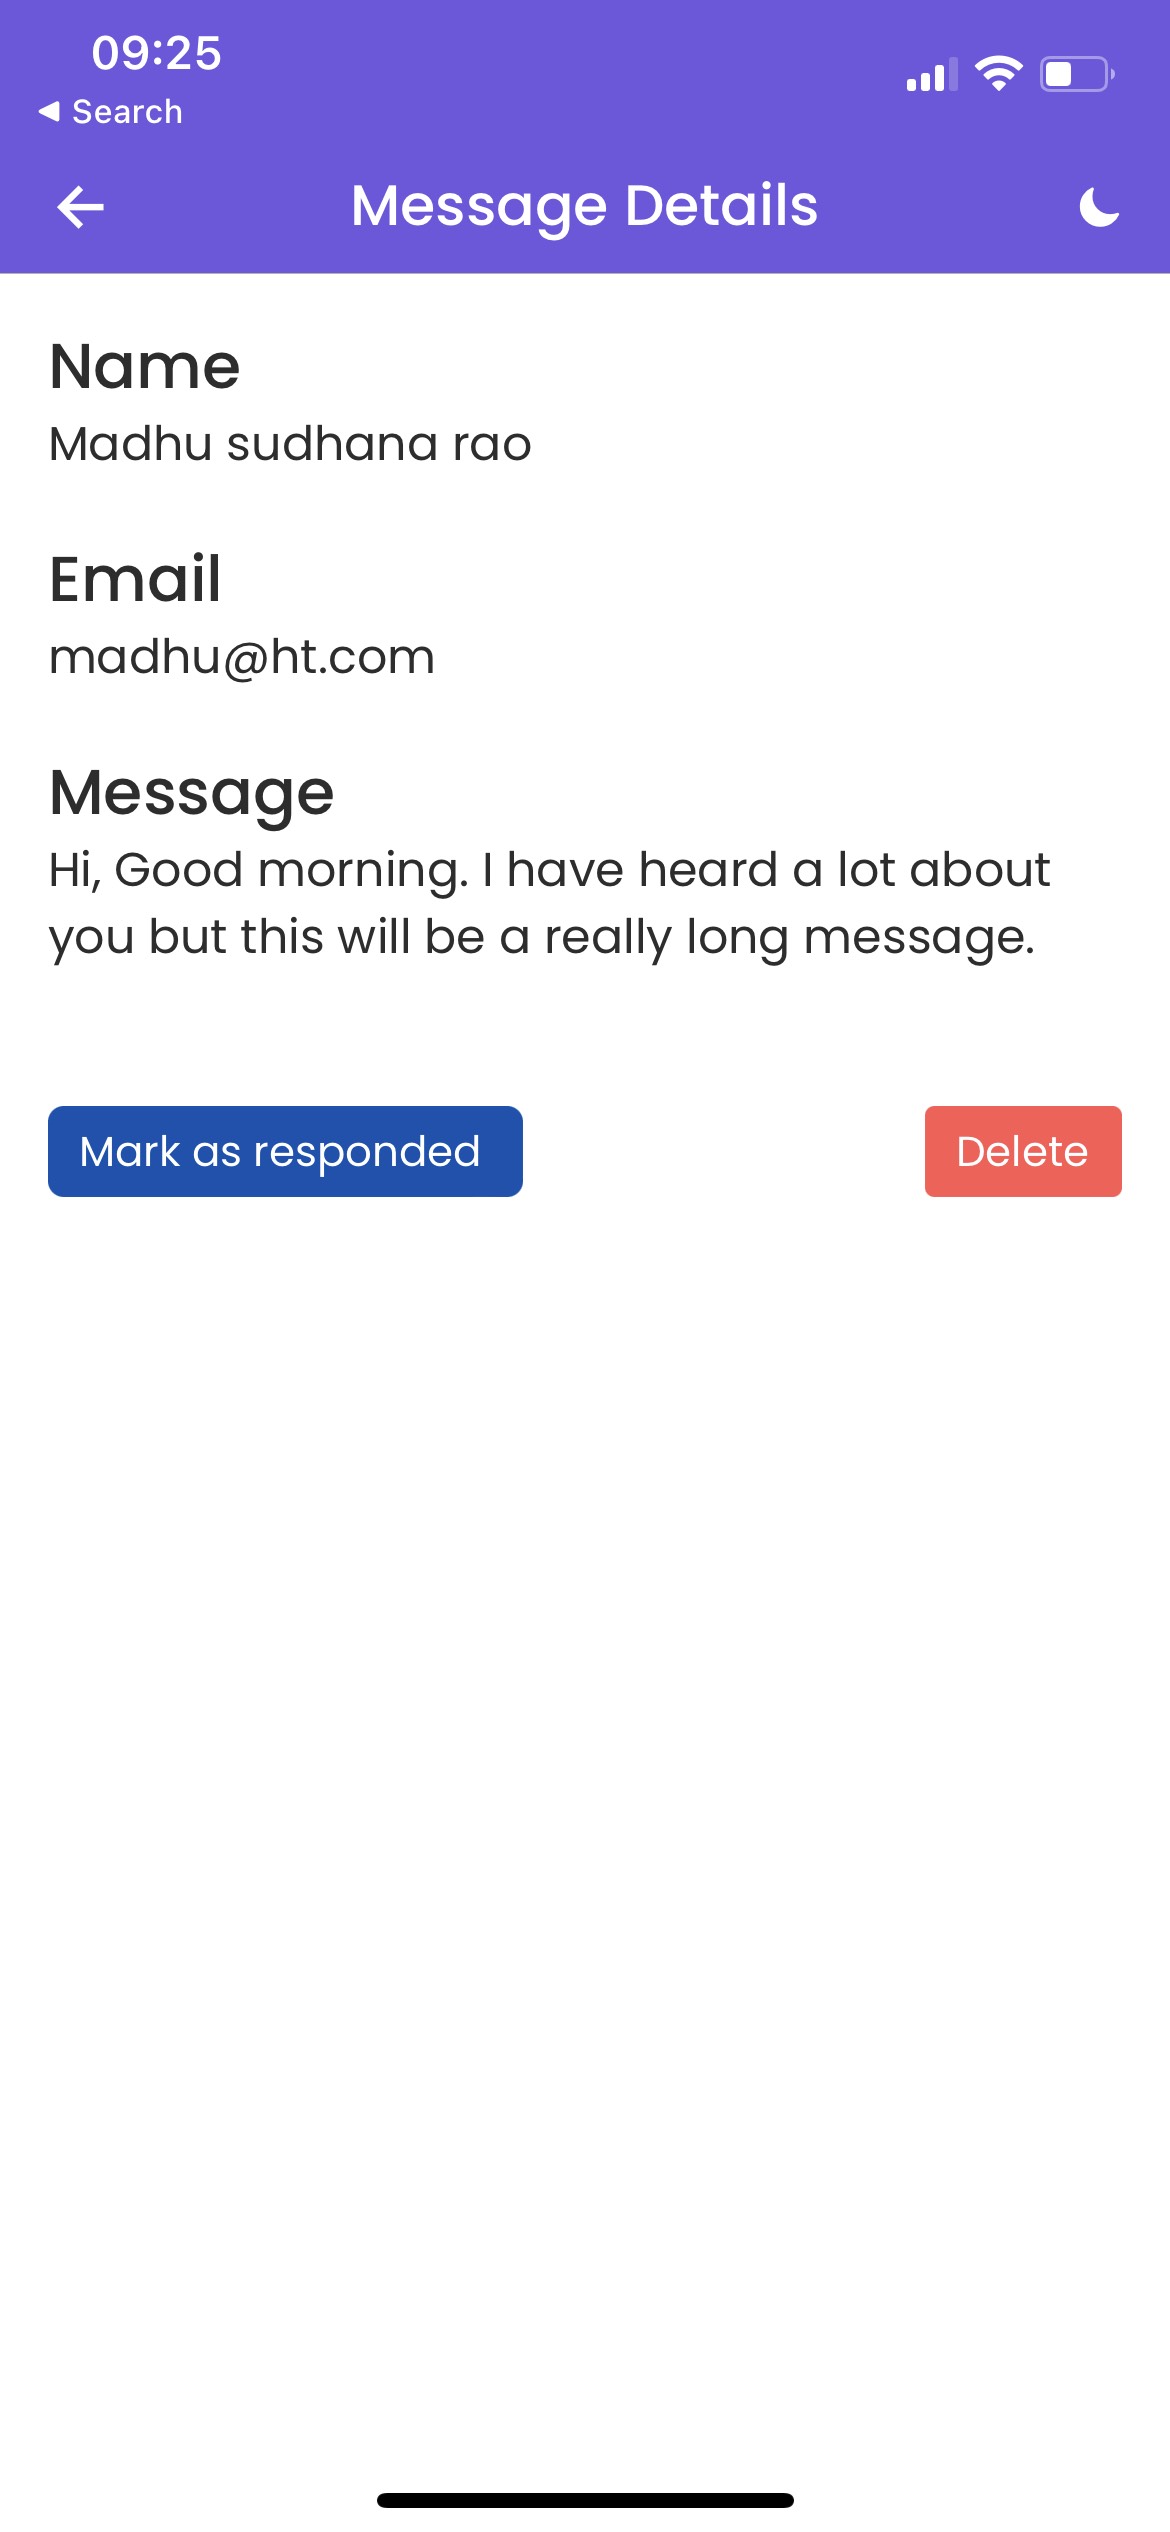 09:25
Search
Message Details
Name
Madhu sudhana rao
Email
madhu@ht.com
Message
Hi, Good morning. I have heard a lot about
you but this will be a really long message.
Mark as responded
Delete